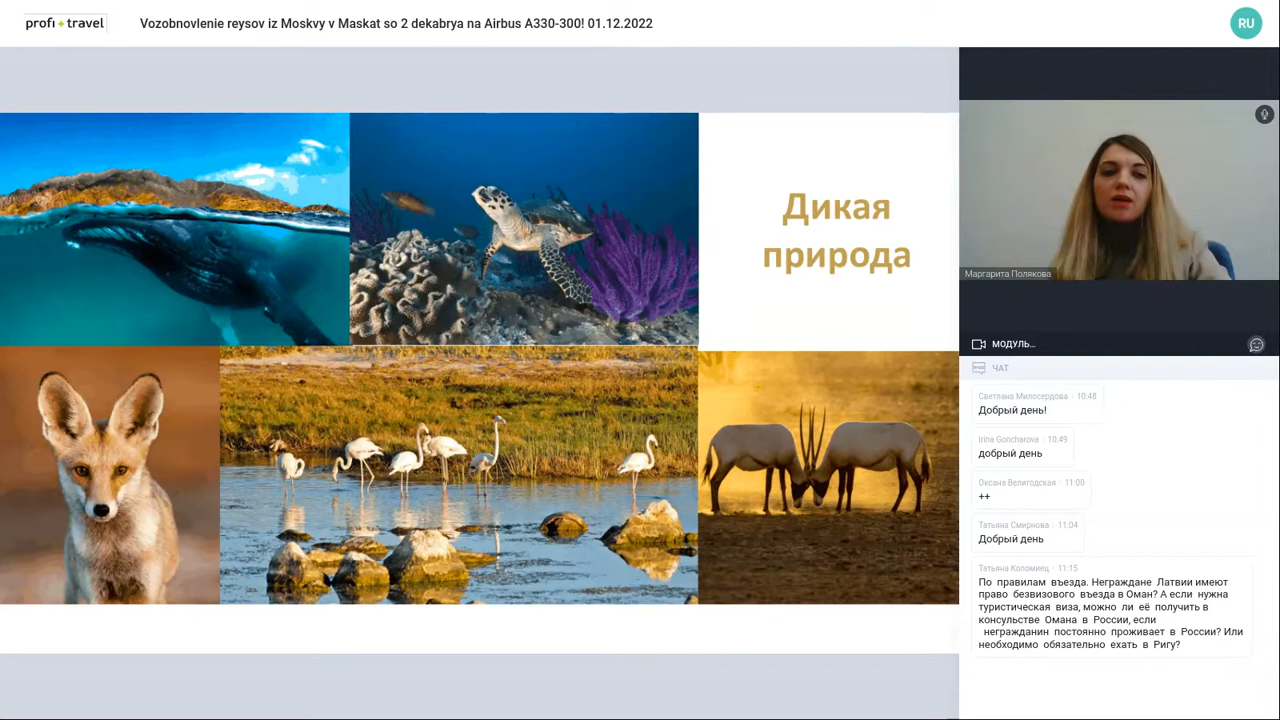 profi travel
Vozobnovlenie reysov iz Moskvy v Maskat so 2 dekabrya na Airbus A330-300! 01.12.2022
RU
Дикая
природа
Маргарита Полякова
МОДУЛЬ...
ЧАТ
Светлана Милосердова 10:48
Добрый день!
Irina Goncharova 10:49
добрый день
Оксана Велигодская 11:00
++
Татьяна Смирнова 11:04
Добрый день
Татьяна Коломиец 11:15
По правилам въезда. Неграждане Латвии имеют
право безвизового въезда в Оман? А если нужна
туристическая виза, можно ли её получить в
консульстве Омана в России, если
негражданин постоянно проживает в России? Или
необходимо обязательно ехать в Ригу?